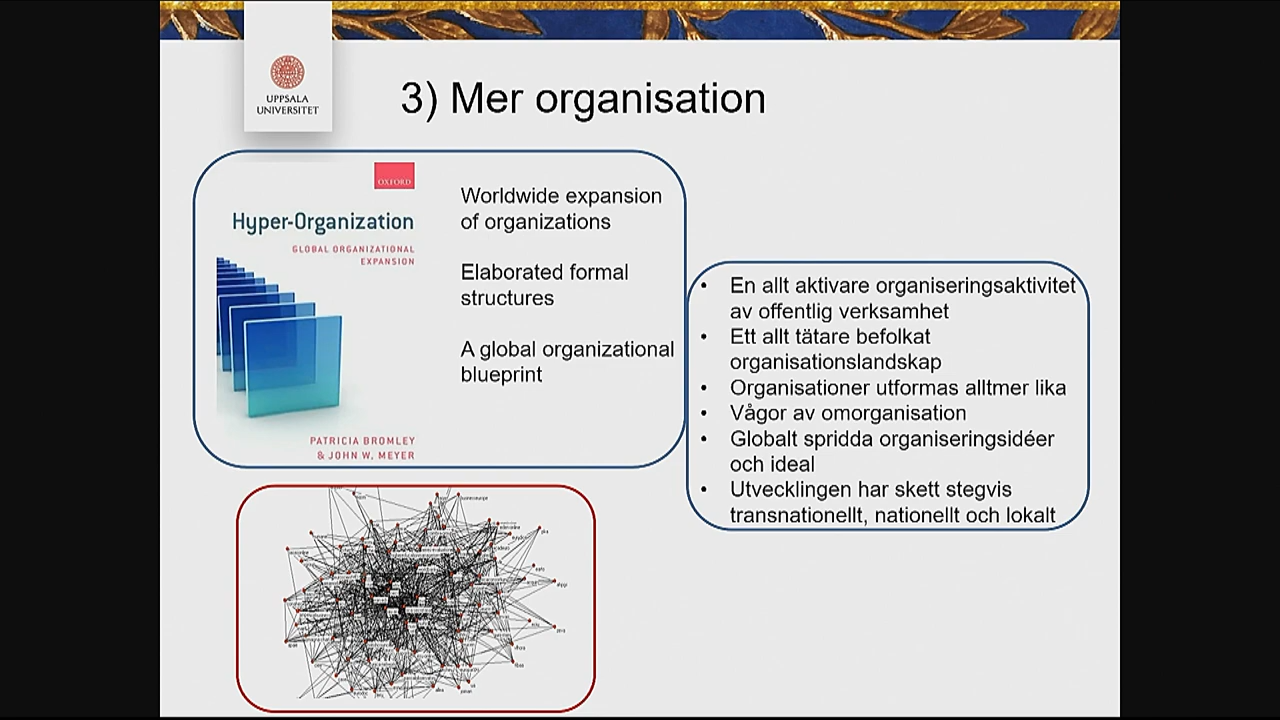 UPPSALA
UNIVERSITET
3) Mer organisation
OXFORD
Hyper-Organization
GLOBAL ORGANIZATIONAL
EXPANSION
PATRICIA BROMLEY
& JOHN W. MEYER
Worldwide expansion
of organizations
Elaborated formal
structures
A global organizational
blueprint
• En allt aktivare organiseringsaktivitet
av offentlig verksamhet
• Ett allt tätare befolkat
organisationslandskap
• Organisationer utformas alltmer lika
• Vågor av omorganisation
• Globalt spridda organiseringsidéer
och ideal
• Utvecklingen har skett stegvis
transnationellt, nationellt och lokalt